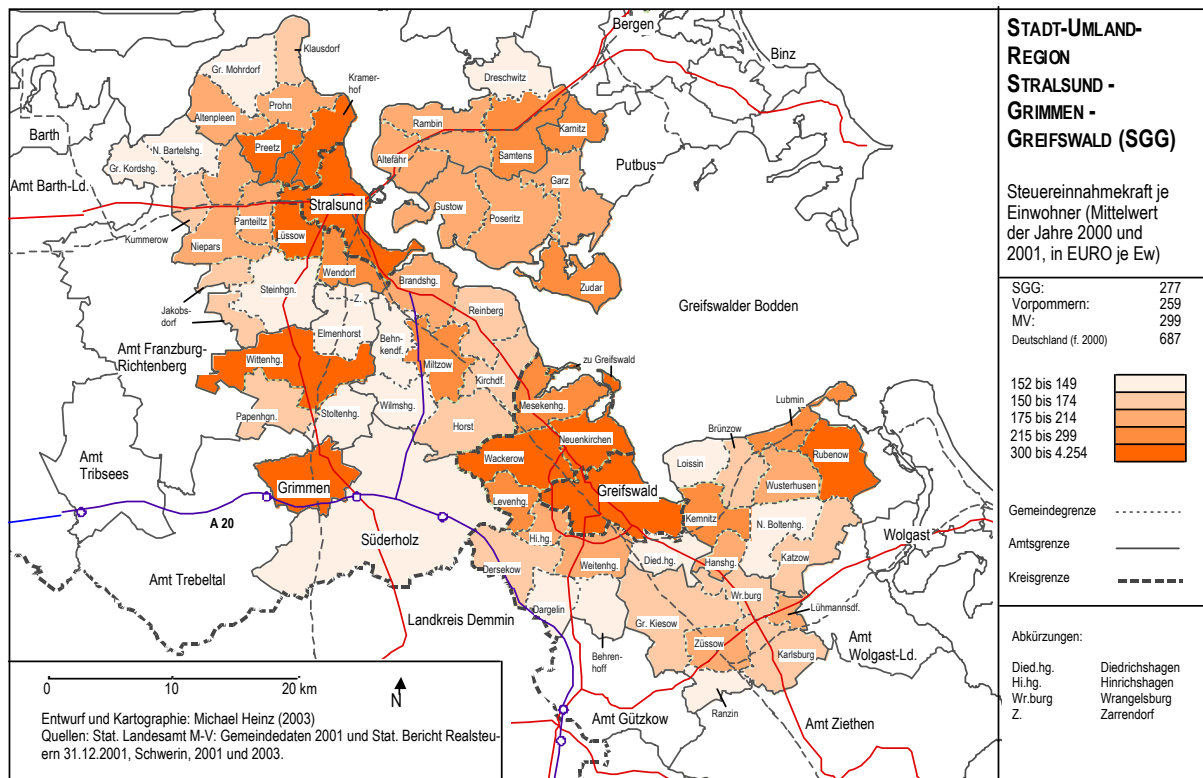 STADT-UMLAND-
REGION
STRALSUND -
GRIMMEN -
GREIFSWALD (SGG)
Steuereinnahmekraft je
Einwohner (Mittelwert
der Jahre 2000 und
2001, in EURO je Ew)
SGG: 277
Vorpommern: 259
MV: 299
Deutschland (f. 2000) 687
152 bis 149
150 bis 174
175 bis 214
215 bis 299
300 bis 4.254
Gemeindegrenze
Amtsgrenze
Kreisgrenze
Abkürzungen:
Died.hg. Diedrichshagen
Hi.hg. Hinrichshagen
Wr.burg Wrangelsburg
Z. Zarrendorf
Bergen
Binz
Klausdorf
Gr. Mohrdorf
Kramer-
hof
Dreschwitz
Prohn
Altenpleen
Rambin
Karnitz
Barth
Preetz
N. Bartelshg.
Altefähr
Samtens
Putbus
Gr. Kordshg.
Garz
Amt Barth-Ld.
Stralsund
Gustow
Poseritz
Panteiltz
Kummerow
Lüssow
Niepars
Wendorf
Brandshg.
Steinhgn.
Zudar
Z.
Reinberg
Greifswalder Bodden
Jakobs-
dorf
Elmenhorst
Behn-
kendf.
Amt Franzburg-
Richtenberg
Wittenhg.
Miltzow
zu Greifswald
Kirchdf.
Lubmin
Papenhgn.
Stoltenhg.
Wilmshg.
Mesekenhg.
Horst
Brünzow
Neuenkirchen
Rubenow
Amt
Tribsees
Wackerow
Loissin
Wusterhusen
Grimmen
Greifswald
Levenhg.
Kemnitz
A 20
N. Boltenhg.
Süderholz
Hi.hg.
Wolgast
Died.hg.
Hanshg.
Katzow
Dersekow
Weitenhg.
Amt Trebeltal
Wr.burg
Dargelin
Lühmannsdf.
Landkreis Demmin
Gr. Kiesow
Züssow
Amt
Wolgast-Ld.
Behren-
hoff
Karlsburg
Ranzin
Amt Gützkow
Amt Ziethen
0 10 20 km
N
Entwurf und Kartographie: Michael Heinz (2003)
Quellen: Stat. Landesamt M-V: Gemeindedaten 2001 und Stat. Bericht Realsteu-
ern 31.12.2001, Schwerin, 2001 und 2003.